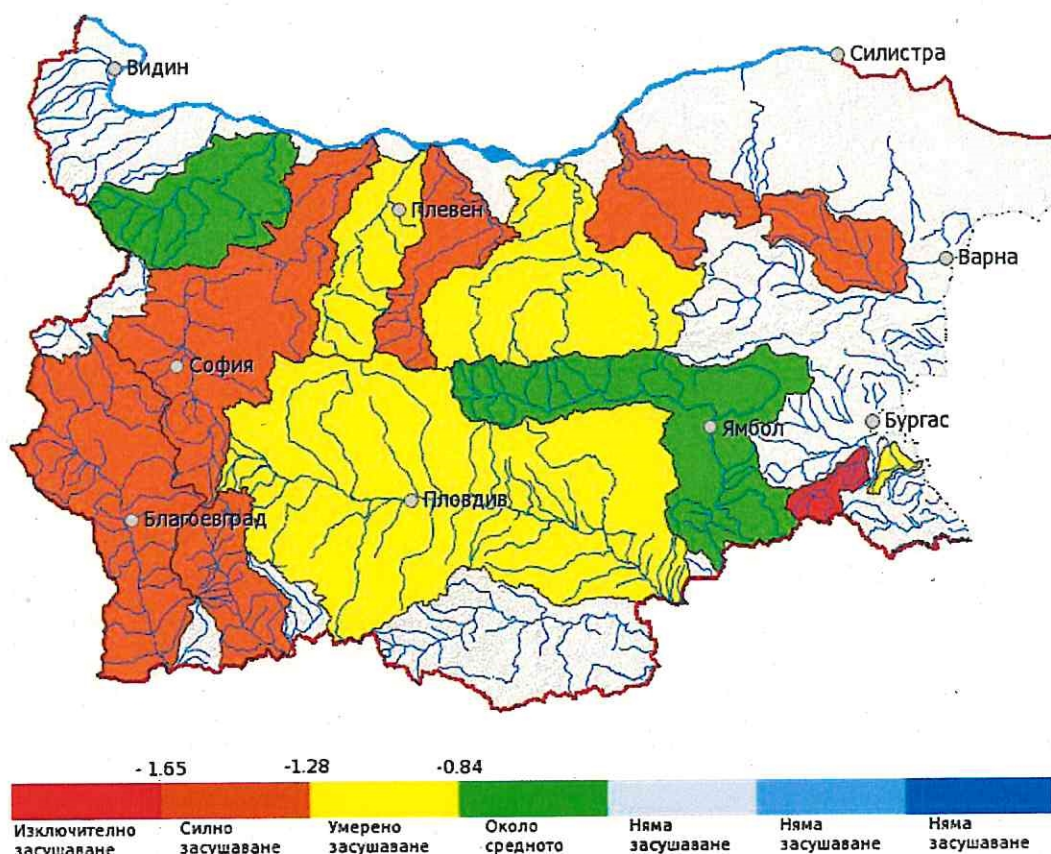 Силистра
Видин
Плевен
Варна
София
Бургас
Ямбол
Пловдив
Благоевград
- 1.65 -1.28 -0.84
Изключително засушаване
Силно засушаване
Умерено засушаване
Около средното
Няма засушаване
Няма засушаване
Няма засушаване